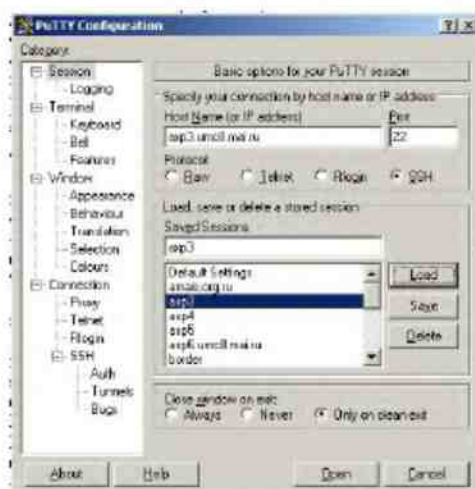 PuTTY Configuration
Category:
Session
Logging
Terminal
Keyboard
Bell
Features
Window
Appearance
Behaviour
Translation
Selection
Colours
Connection
Proxy
Telnet
Rlogin
SSH
Auth
Tunnels
Bugs
Basic options for your PuTTY session
Specify your connection by host name or IP address
Host Name (or IP address)
Port
22
Protocol:
Raw
Telnet
Rlogin
SSH
Load, save or delete a stored session
Saved Sessions
Default Settings
border
Load
Save
Delete
Close window on exit:
Always
Never
Only on clean exit
About
Help
Open
Cancel